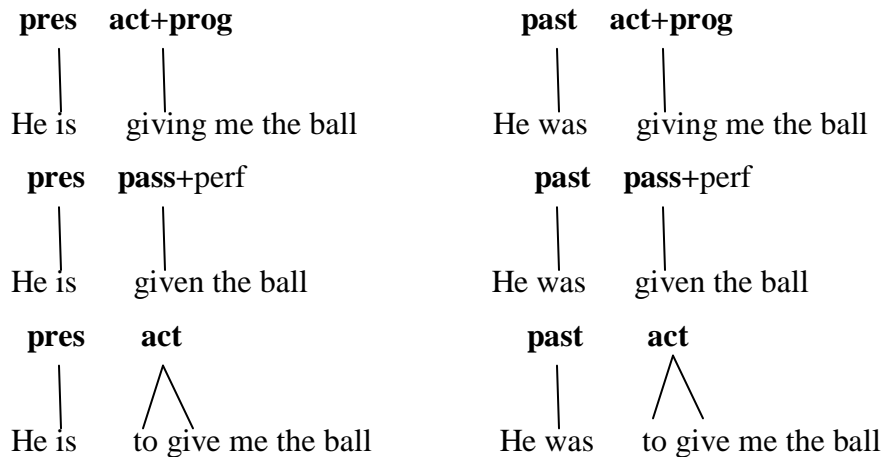 pres act+prog past act+prog
He is giving me the ball He was giving me the ball
pres pass+perf past pass+perf
He is given the ball He was given the ball
pres act past act
He is to give me the ball He was to give me the ball